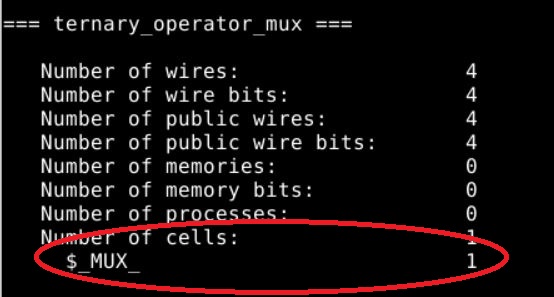 === ternary_operator_mux ===
Number of wires: 4
Number of wire bits: 4
Number of public wires: 4
Number of public wire bits: 4
Number of memories: 0
Number of memory bits: 0
Number of processes: 0
Number of cells: 1
$_MUX_ 1